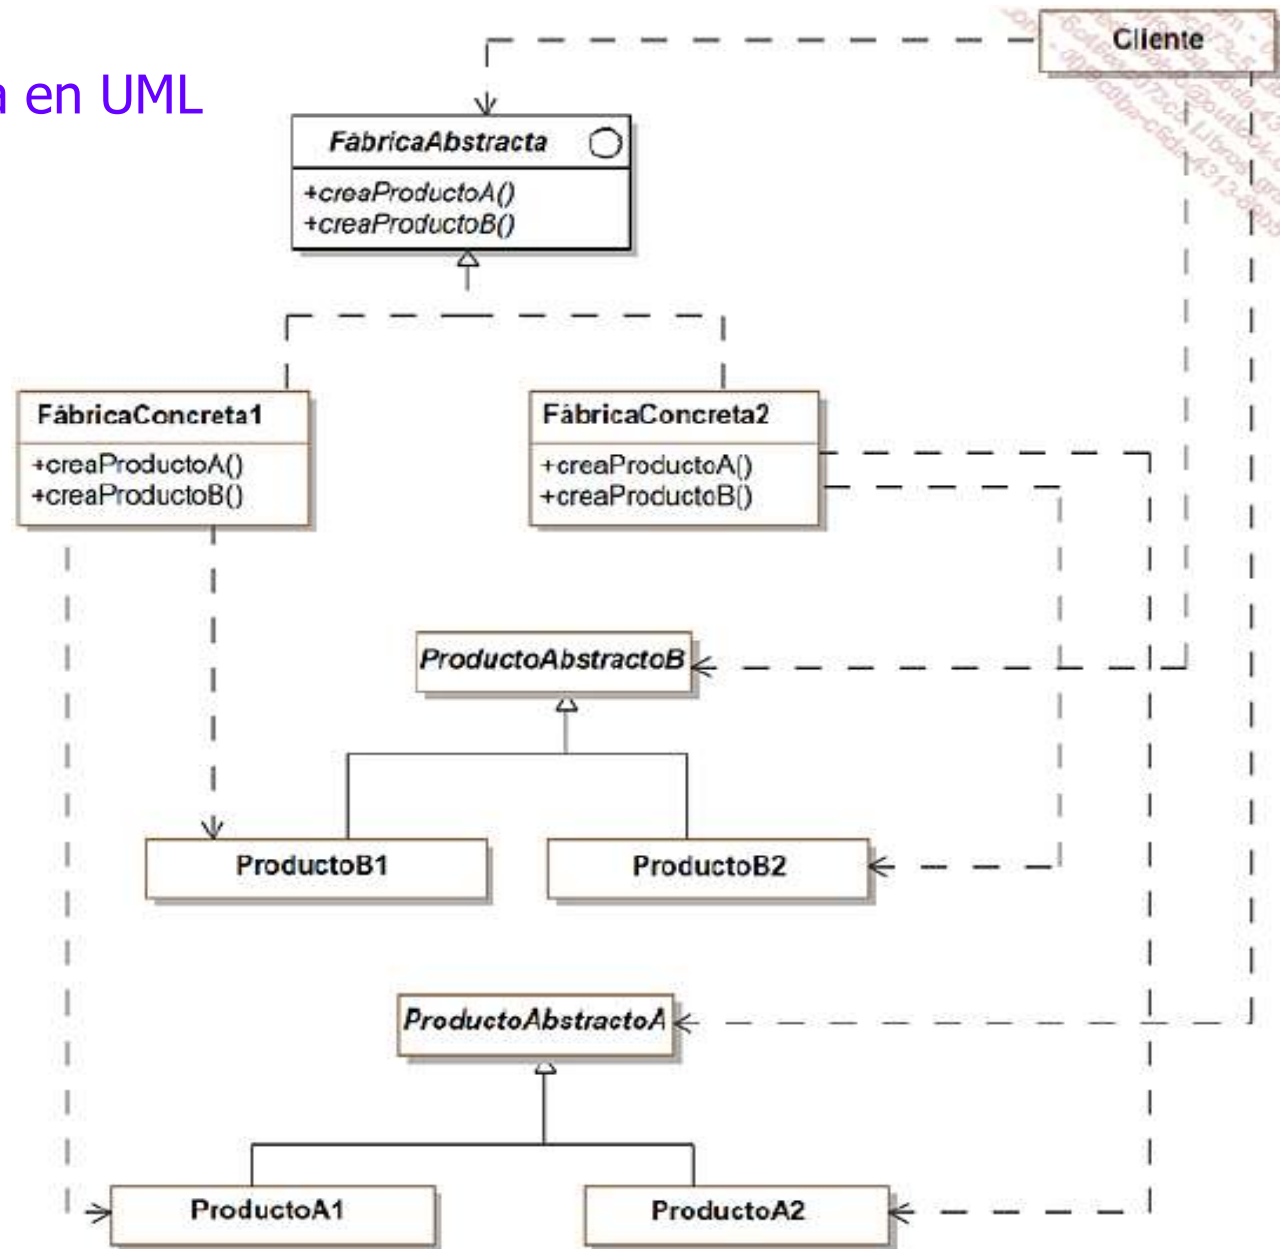 Cliente
a en UML
FábricaAbstracta
+creaProductoA()
+creaProductoB()
FábricaConcreta1
+creaProductoA()
+creaProductoB()
FábricaConcreta2
+creaProductoA()
+creaProductoB()
ProductoAbstractoB
ProductoB1
ProductoB2
ProductoAbstractoA
ProductoA1
ProductoA2